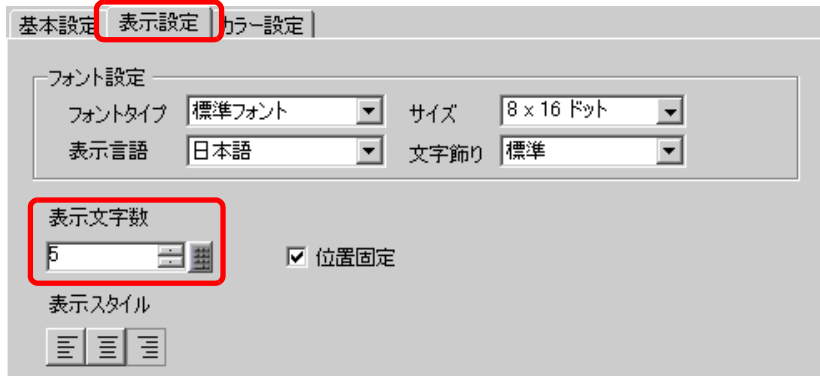 基本設定 表示設定 カラー設定
フォント設定
フォントタイプ 標準フォント サイズ 8 x 16 ドット
表示言語 日本語 文字飾り 標準
表示文字数
5 位置固定
表示スタイル